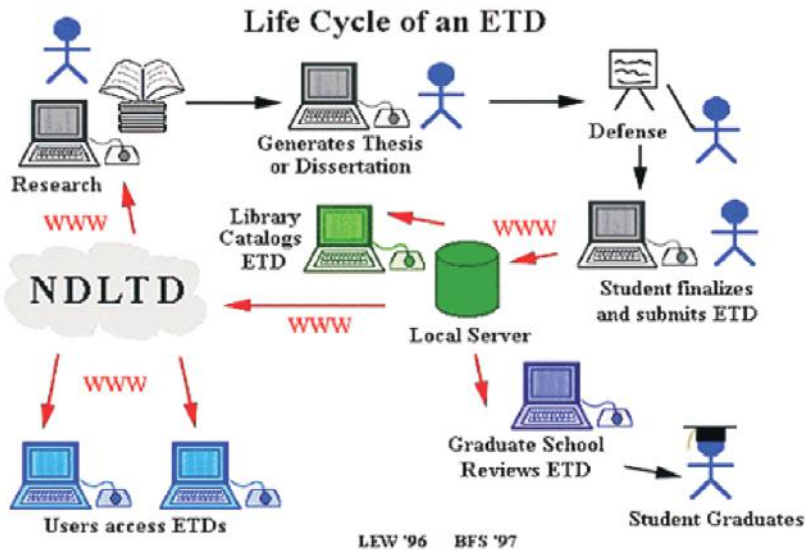 Life Cycle of an ETD
Research
Generates Thesis
or Dissertation
Defense
WWW
Library
Catalogs
ETD
WWW
Student finalizes
and submits ETD
NDLTD
WWW
Local Server
WWW
Graduate School
Reviews ETD
Users access ETDs
Student Graduates
LEW '96 BFS '97